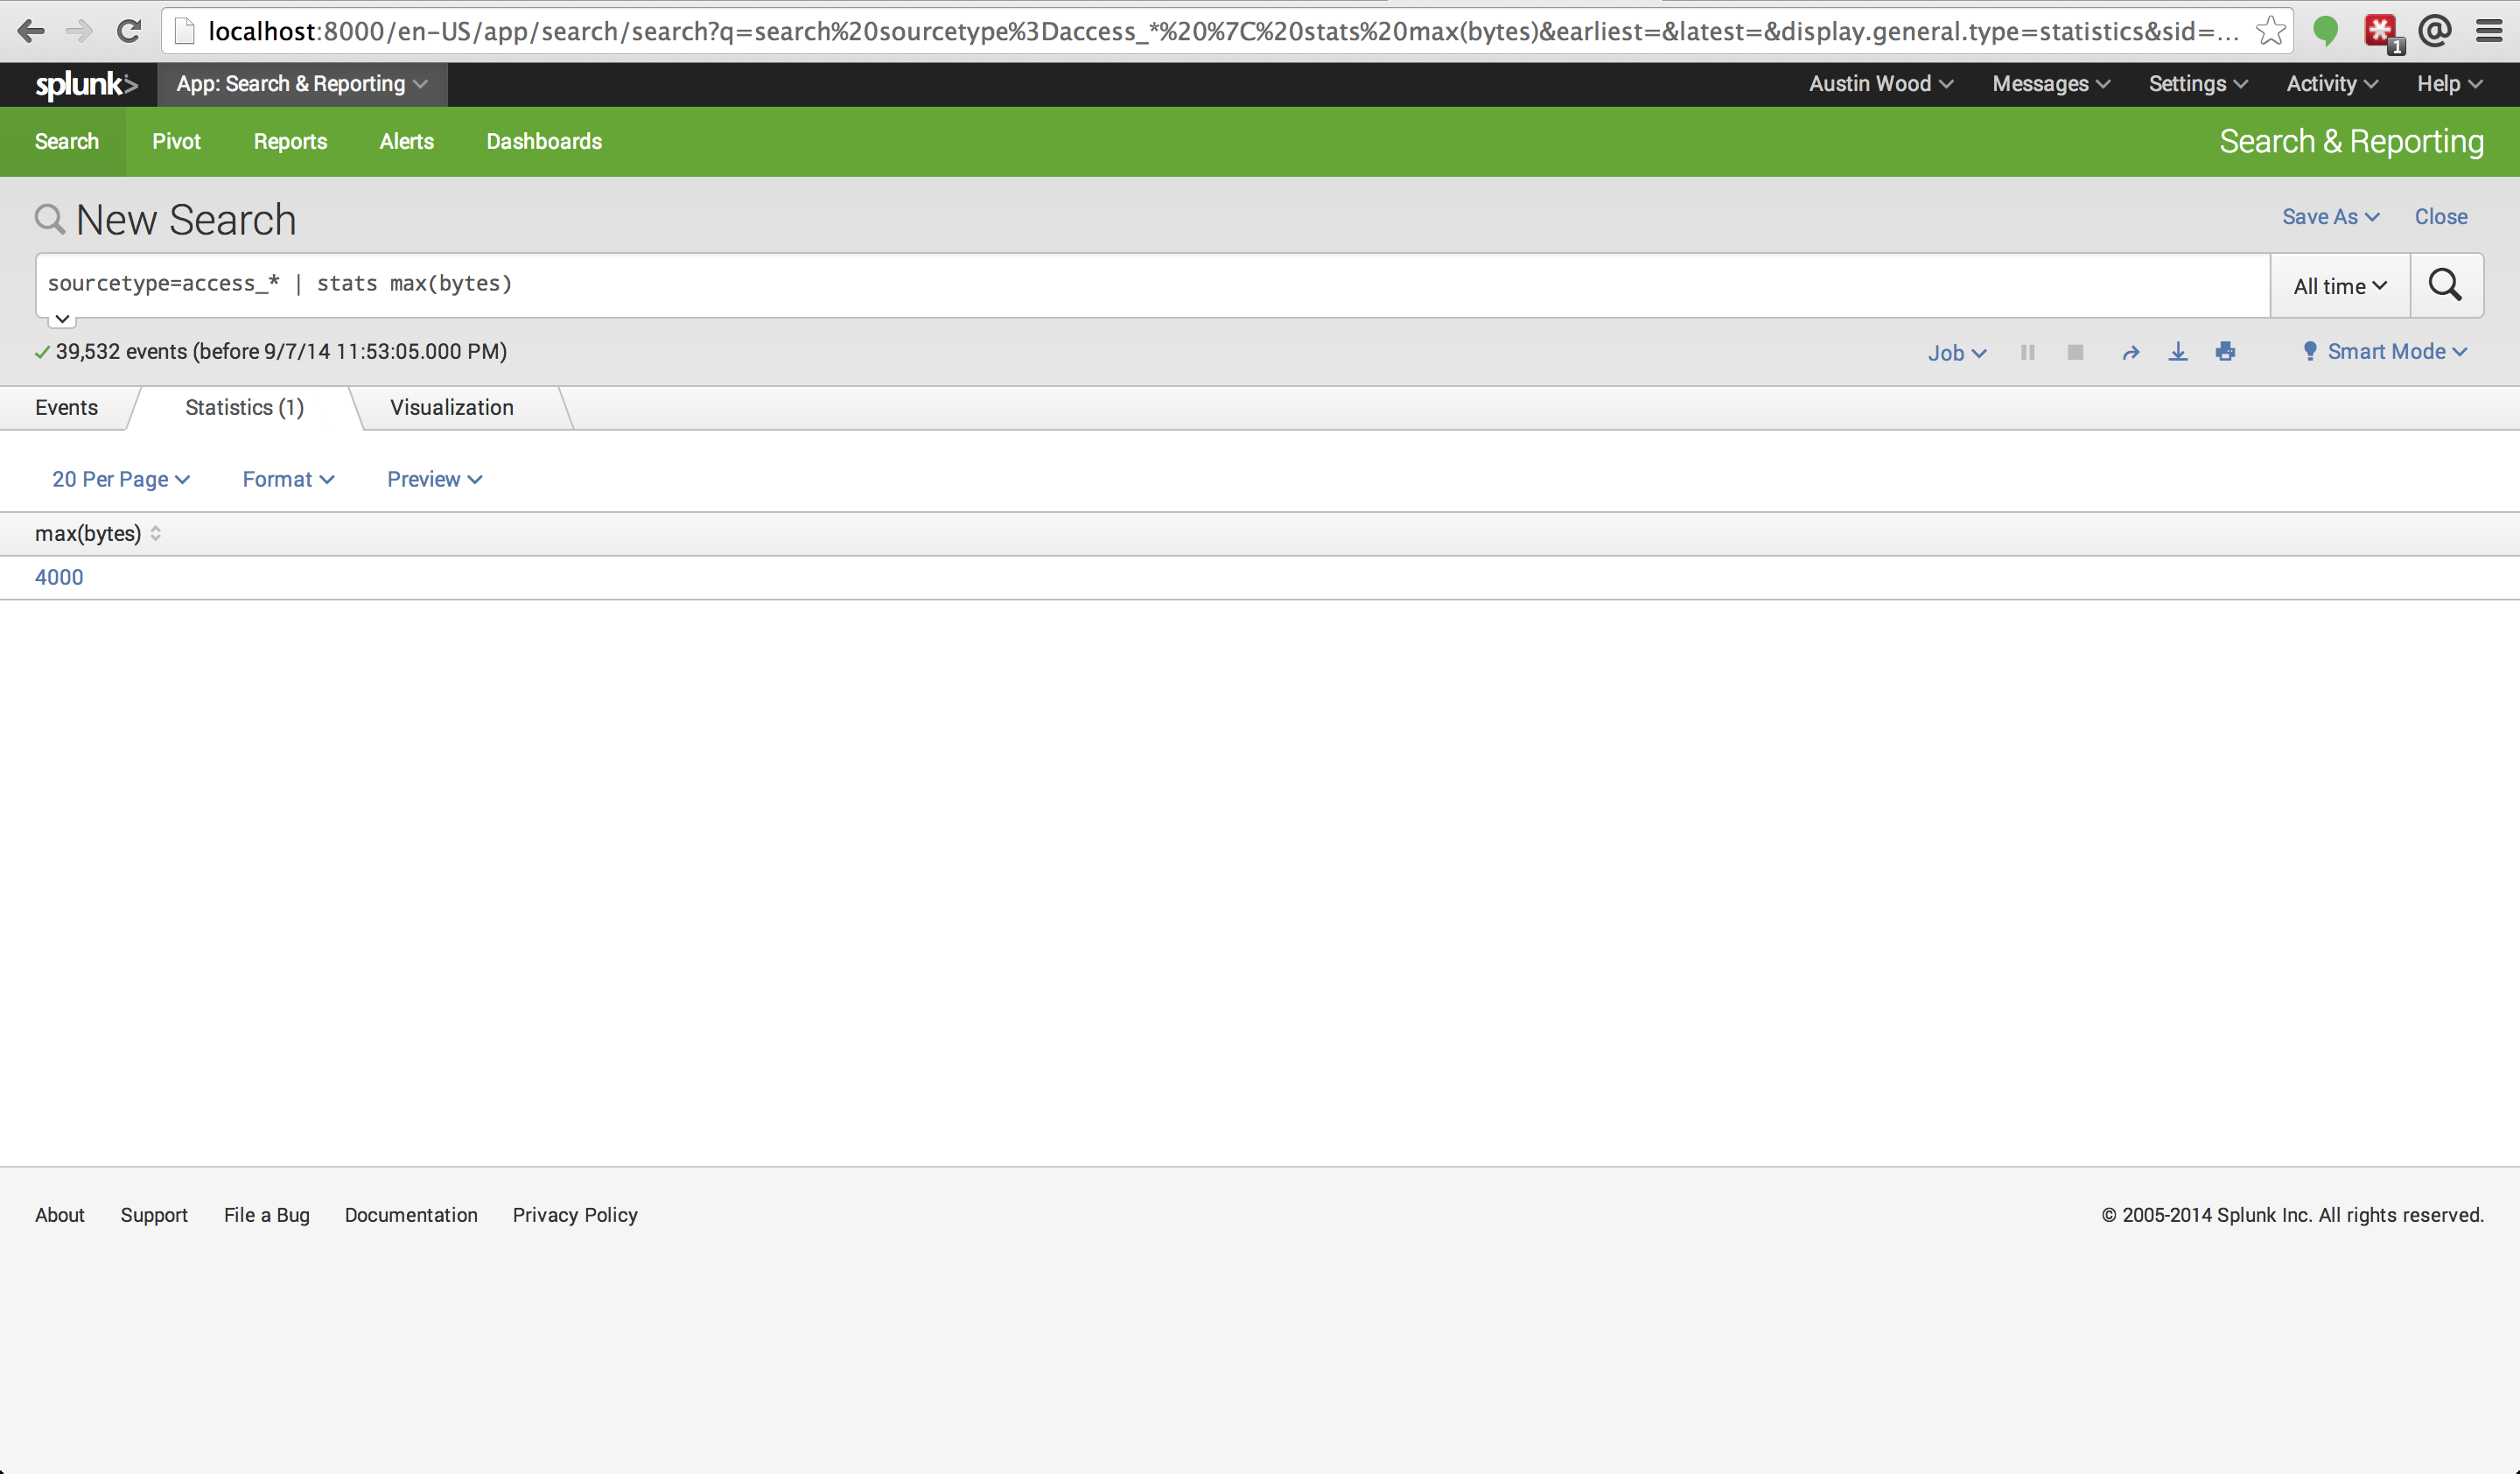 localhost:8000/en-US/app/search/search?q=search%20sourcetype%3Daccess_*%20%7C%20stats%20max(bytes)&earliest=&latest=&display.general.type=statistics&sid=...
1
splunk> App: Search & Reporting Austin Wood Messages Settings Activity Help
Search Pivot Reports Alerts Dashboards Search & Reporting
New Search Save As Close
sourcetype=access_* | stats max(bytes) All time
39,532 events (before 9/7/14 11:53:05.000 PM) Job Smart Mode
Events Statistics (1) Visualization
20 Per Page Format Preview
max(bytes)
4000
About Support File a Bug Documentation Privacy Policy © 2005-2014 Splunk Inc. All rights reserved.